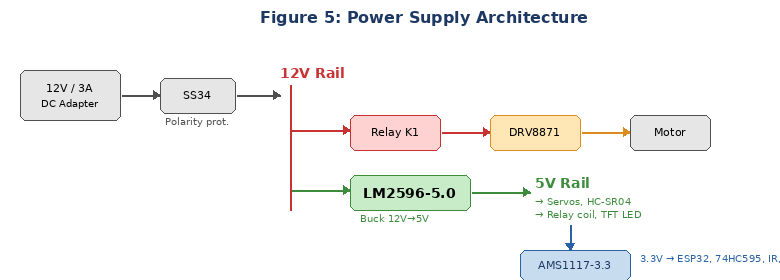 Figure 5: Power Supply Architecture
12V Rail
12V / 3A
DC Adapter
SS34
Polarity prot.
Relay K1
DRV8871
Motor
LM2596-5.0
Buck 12V→5V
5V Rail
→ Servos, HC-SR04
→ Relay coil, TFT LED
AMS1117-3.3
3.3V → ESP32, 74HC595, IR,